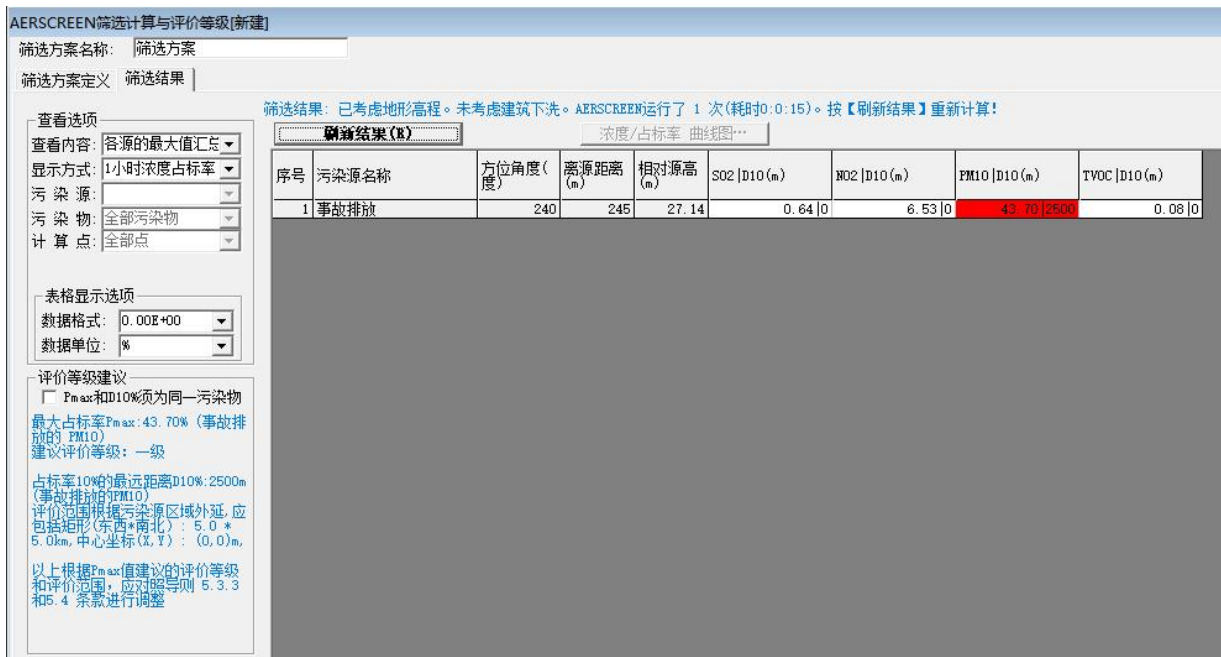 AERSCREEN筛选计算与评价等级[新建]
筛选方案名称: 筛选方案
筛选方案定义 筛选结果
筛选结果: 已考虑地形高程。未考虑建筑下洗。AERSCREEN运行了 1 次(耗时0:0:15)。按【刷新结果】重新计算!
查看选项
查看内容: 各源的最大值汇总
显示方式: 1小时浓度占标率
污 染 源:
污 染 物: 全部污染物
计 算 点: 全部点
表格显示选项
数据格式: 0.00E+00
数据单位: %
评价等级建议
Pmax和D10%须为同一污染物
最大占标率Pmax:43.70% (事故排
放的 PM10)
建议评价等级: 一级
占标率10%的最远距离D10%:2500m
(事故排放的PM10)
评价范围根据污染源区域外延,应
包括矩形(东西*南北) : 5.0 *
5.0km,中心坐标(X,Y) : (0,0)m,
以上根据Pmax值建议的评价等级
和评价范围, 应对照导则 5.3.3
和5.4 条款进行调整
刷新结果(R) 浓度/占标率 曲线图…
序号 污染源名称 方位角度(度) 离源距离(m) 相对源高(m) SO2|D10(m) NO2|D10(m) PM10|D10(m) TVOC|D10(m)
1 事故排放 240 245 27.14 0.64|0 6.53|0 43.70|2500 0.08|0